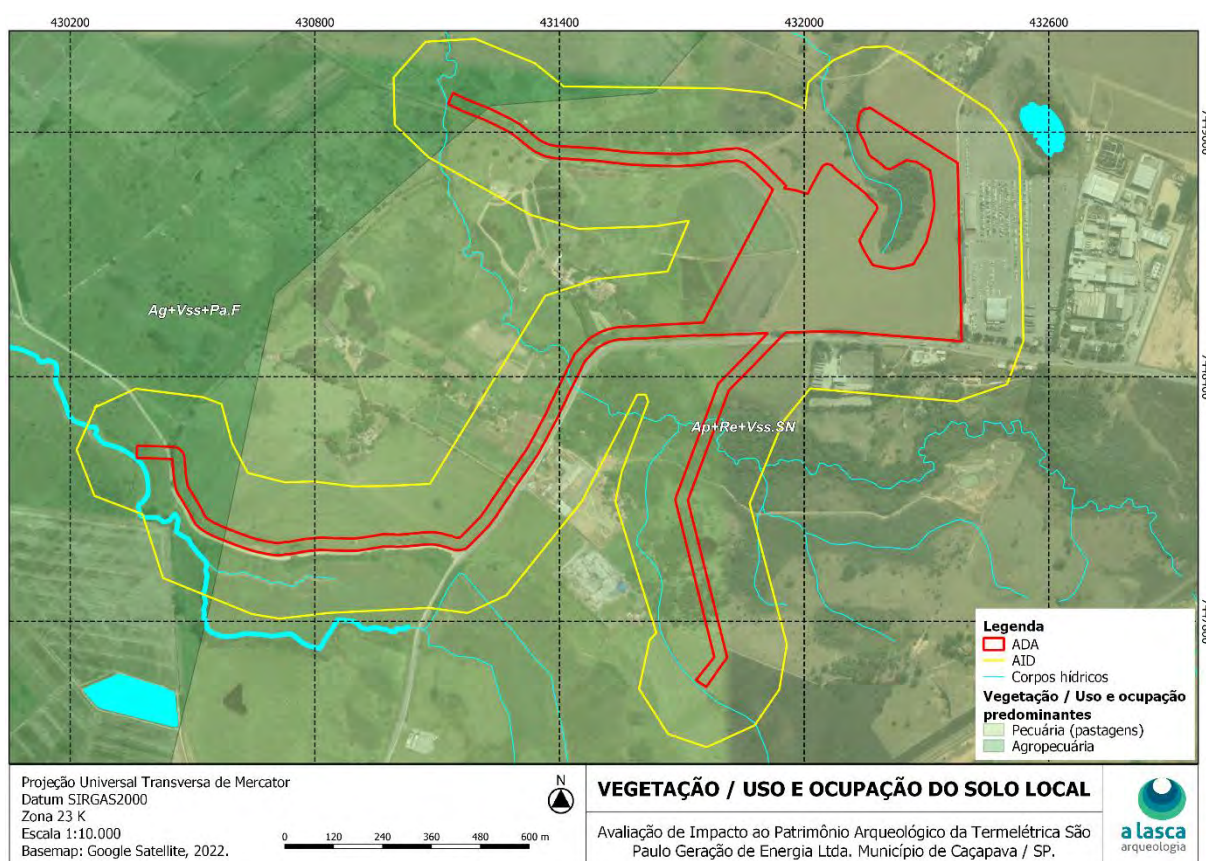 430200
430800
431400
432000
432600
7419000
7418400
7417800
Ag+Vss+Pa.F
Ap+Re+Vss.SN
Legenda
ADA
AID
Corpos hídricos
Vegetação / Uso e ocupação
predominantes
Pecuária (pastagens)
Agropecuária
Projeção Universal Transversa de Mercator
Datum SIRGAS2000
Zona 23 K
Escala 1:10.000
Basemap: Google Satellite, 2022.
N
0 120 240 360 480 600 m
VEGETAÇÃO / USO E OCUPAÇÃO DO SOLO LOCAL
Avaliação de Impacto ao Patrimônio Arqueológico da Termelétrica São
Paulo Geração de Energia Ltda. Município de Caçapava / SP.
a lasca
arqueologia